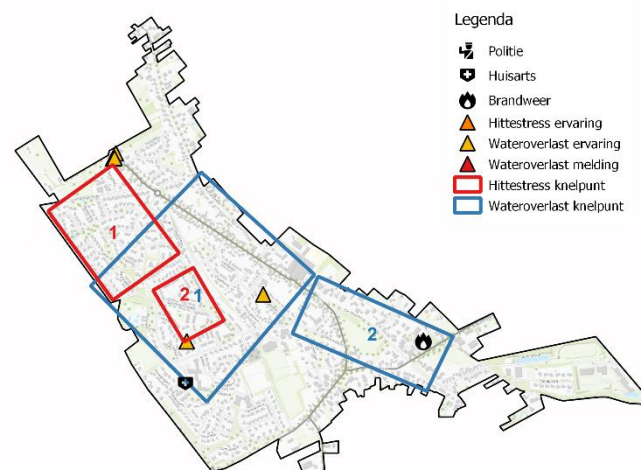 Legenda
Politie
Huisarts
Brandweer
Hittestress ervaring
Wateroverlast ervaring
Wateroverlast melding
Hittestress knelpunt
Wateroverlast knelpunt
1
2 1
2